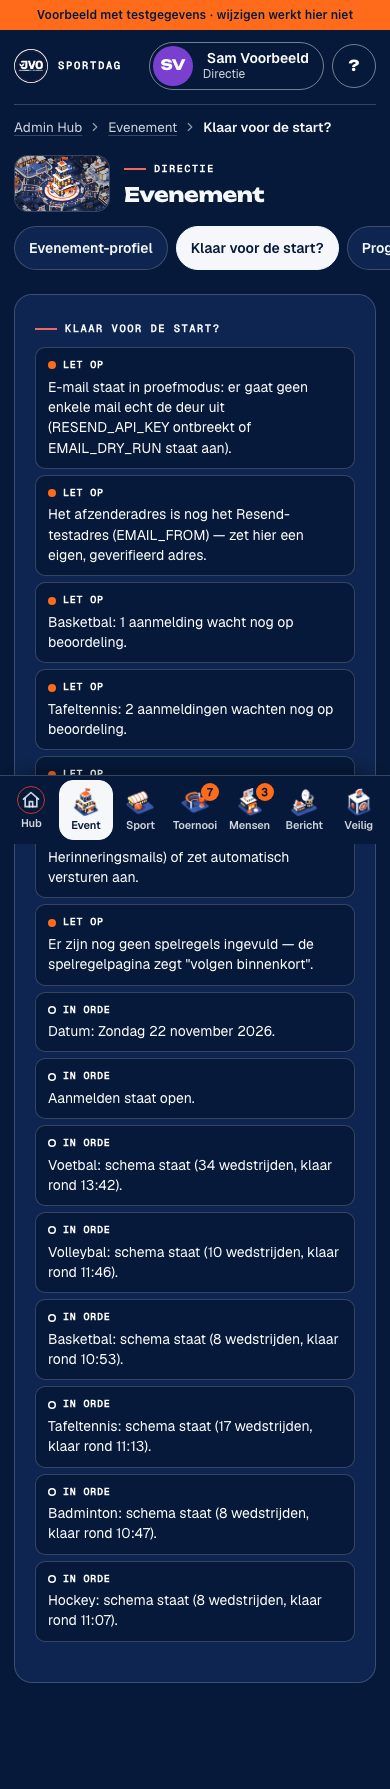 Voorbeeld met testgegevens · wijzigen werkt hier niet
JVO SPORTDAG
SV
Sam Voorbeeld
Directie
?
Admin Hub > Evenement > Klaar voor de start?
DIRECTIE
Evenement
Evenement-profiel
Klaar voor de start?
Prog
KLAAR VOOR DE START?
LET OP
E-mail staat in proefmodus: er gaat geen
enkele mail echt de deur uit
(RESEND_API_KEY ontbreekt of
EMAIL_DRY_RUN staat aan).
LET OP
Het afzenderadres is nog het Resend-
testadres (EMAIL_FROM) — zet hier een
eigen, geverifieerd adres.
LET OP
Basketbal: 1 aanmelding wacht nog op
beoordeling.
LET OP
Tafeltennis: 2 aanmeldingen wachten nog op
beoordeling.
LET OP
Hub
Event
Sport
7
Toernooi
3
Mensen
Bericht
Veilig
Herinneringsmails) of zet automatisch
versturen aan.
LET OP
Er zijn nog geen spelregels ingevuld — de
spelregelpagina zegt "volgen binnenkort".
IN ORDE
Datum: Zondag 22 november 2026.
IN ORDE
Aanmelden staat open.
IN ORDE
Voetbal: schema staat (34 wedstrijden, klaar
rond 13:42).
IN ORDE
Volleybal: schema staat (10 wedstrijden, klaar
rond 11:46).
IN ORDE
Basketbal: schema staat (8 wedstrijden, klaar
rond 10:53).
IN ORDE
Tafeltennis: schema staat (17 wedstrijden,
klaar rond 11:13).
IN ORDE
Badminton: schema staat (8 wedstrijden,
klaar rond 10:47).
IN ORDE
Hockey: schema staat (8 wedstrijden, klaar
rond 11:07).